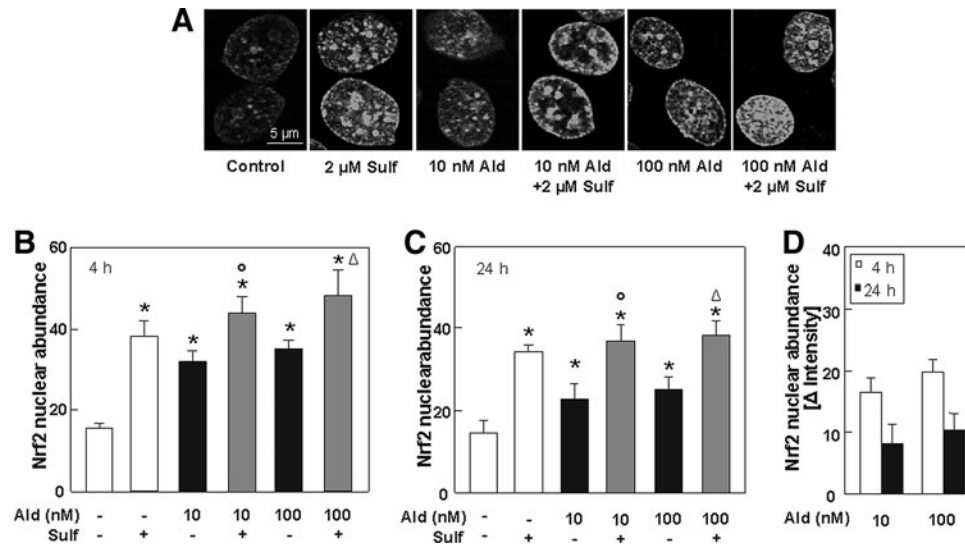 A
5 µm
Control
2 µM Sulf
10 nM Ald
10 nM Ald
+2 µM Sulf
100 nM Ald
100 nM Ald
+2 µM Sulf
B
4 h
Nrf2 nuclear abundance
60
40
20
0
* * ° * * * Δ
Ald (nM) - - 10 10 100 100
Sulf - + - + - +
C
24 h
Nrf2 nuclearabundance
60
40
20
0
* * ° * * Δ *
Ald (nM) - - 10 10 100 100
Sulf - + - + - +
D
4 h
24 h
Nrf2 nuclear abundance
[Δ Intensity]
40
30
20
10
0
Ald (nM) 10 100